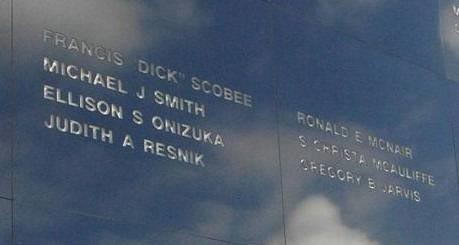 FRANCIS "DICK" SCOBEE
MICHAEL J SMITH
ELLISON S ONIZUKA
JUDITH A RESNIK
RONALD E MCNAIR
S CHRISTA MCAULIFFE
GREGORY B JARVIS